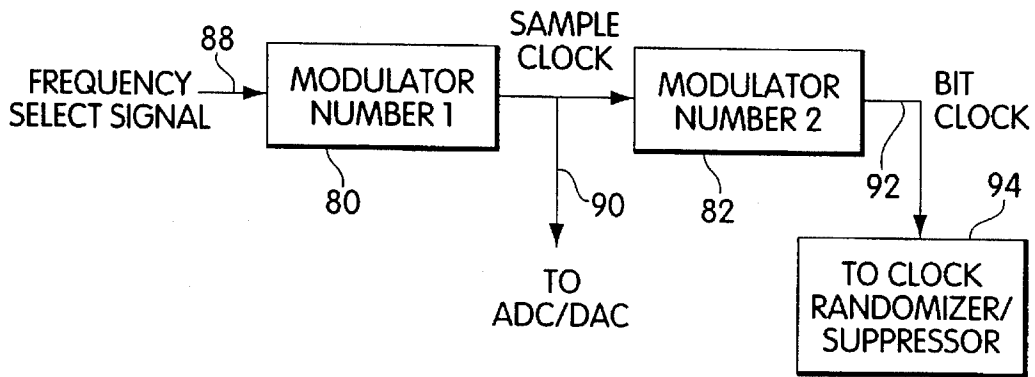 88
FREQUENCY
SELECT SIGNAL
MODULATOR
NUMBER 1
80
SAMPLE
CLOCK
90
TO
ADC/DAC
MODULATOR
NUMBER 2
82
92
BIT
CLOCK
94
TO CLOCK
RANDOMIZER/
SUPPRESSOR